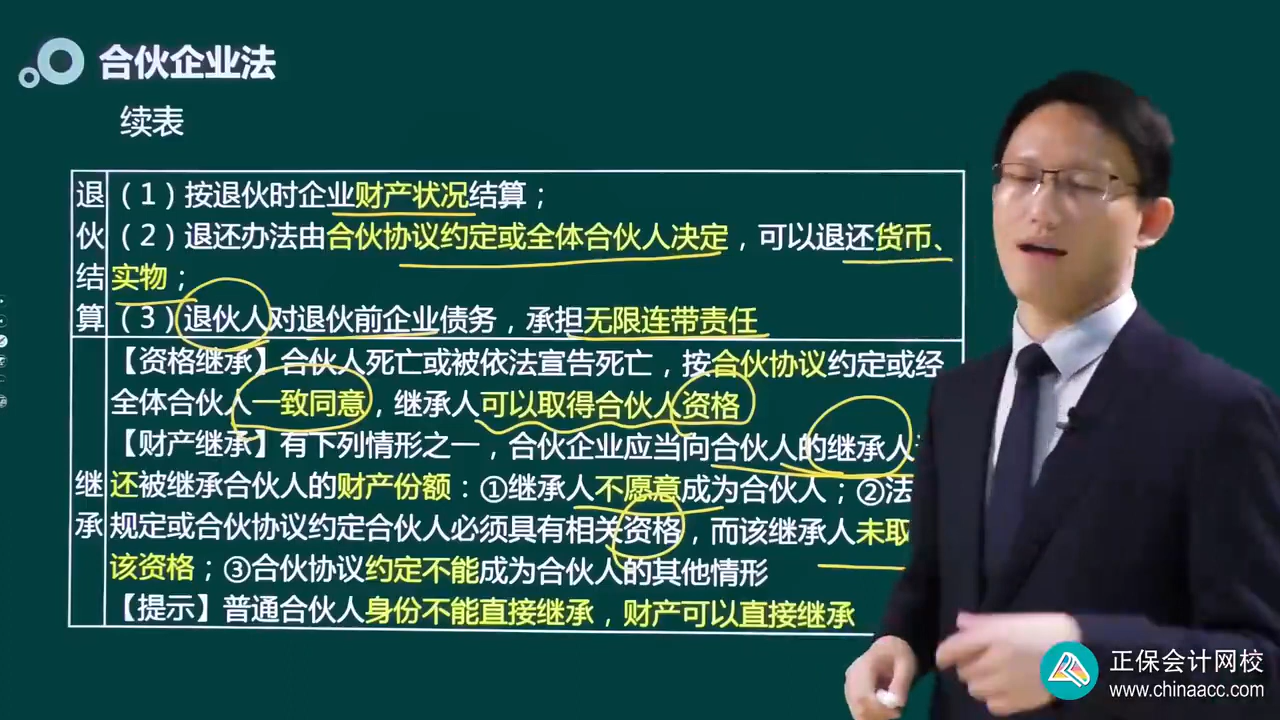 合伙企业法
续表
退伙结算
（1）按退伙时企业财产状况结算；
（2）退还办法由合伙协议约定或全体合伙人决定，可以退还货币、
实物；
（3）退伙人对退伙前企业债务，承担无限连带责任
继承
【资格继承】合伙人死亡或被依法宣告死亡，按合伙协议约定或经
全体合伙人一致同意，继承人可以取得合伙人资格
【财产继承】有下列情形之一，合伙企业应当向合伙人的继承人
还被继承合伙人的财产份额：①继承人不愿意成为合伙人；②法
规定或合伙协议约定合伙人必须具有相关资格，而该继承人未取
该资格；③合伙协议约定不能成为合伙人的其他情形
【提示】普通合伙人身份不能直接继承，财产可以直接继承
正保会计网校
www.chinaacc.com